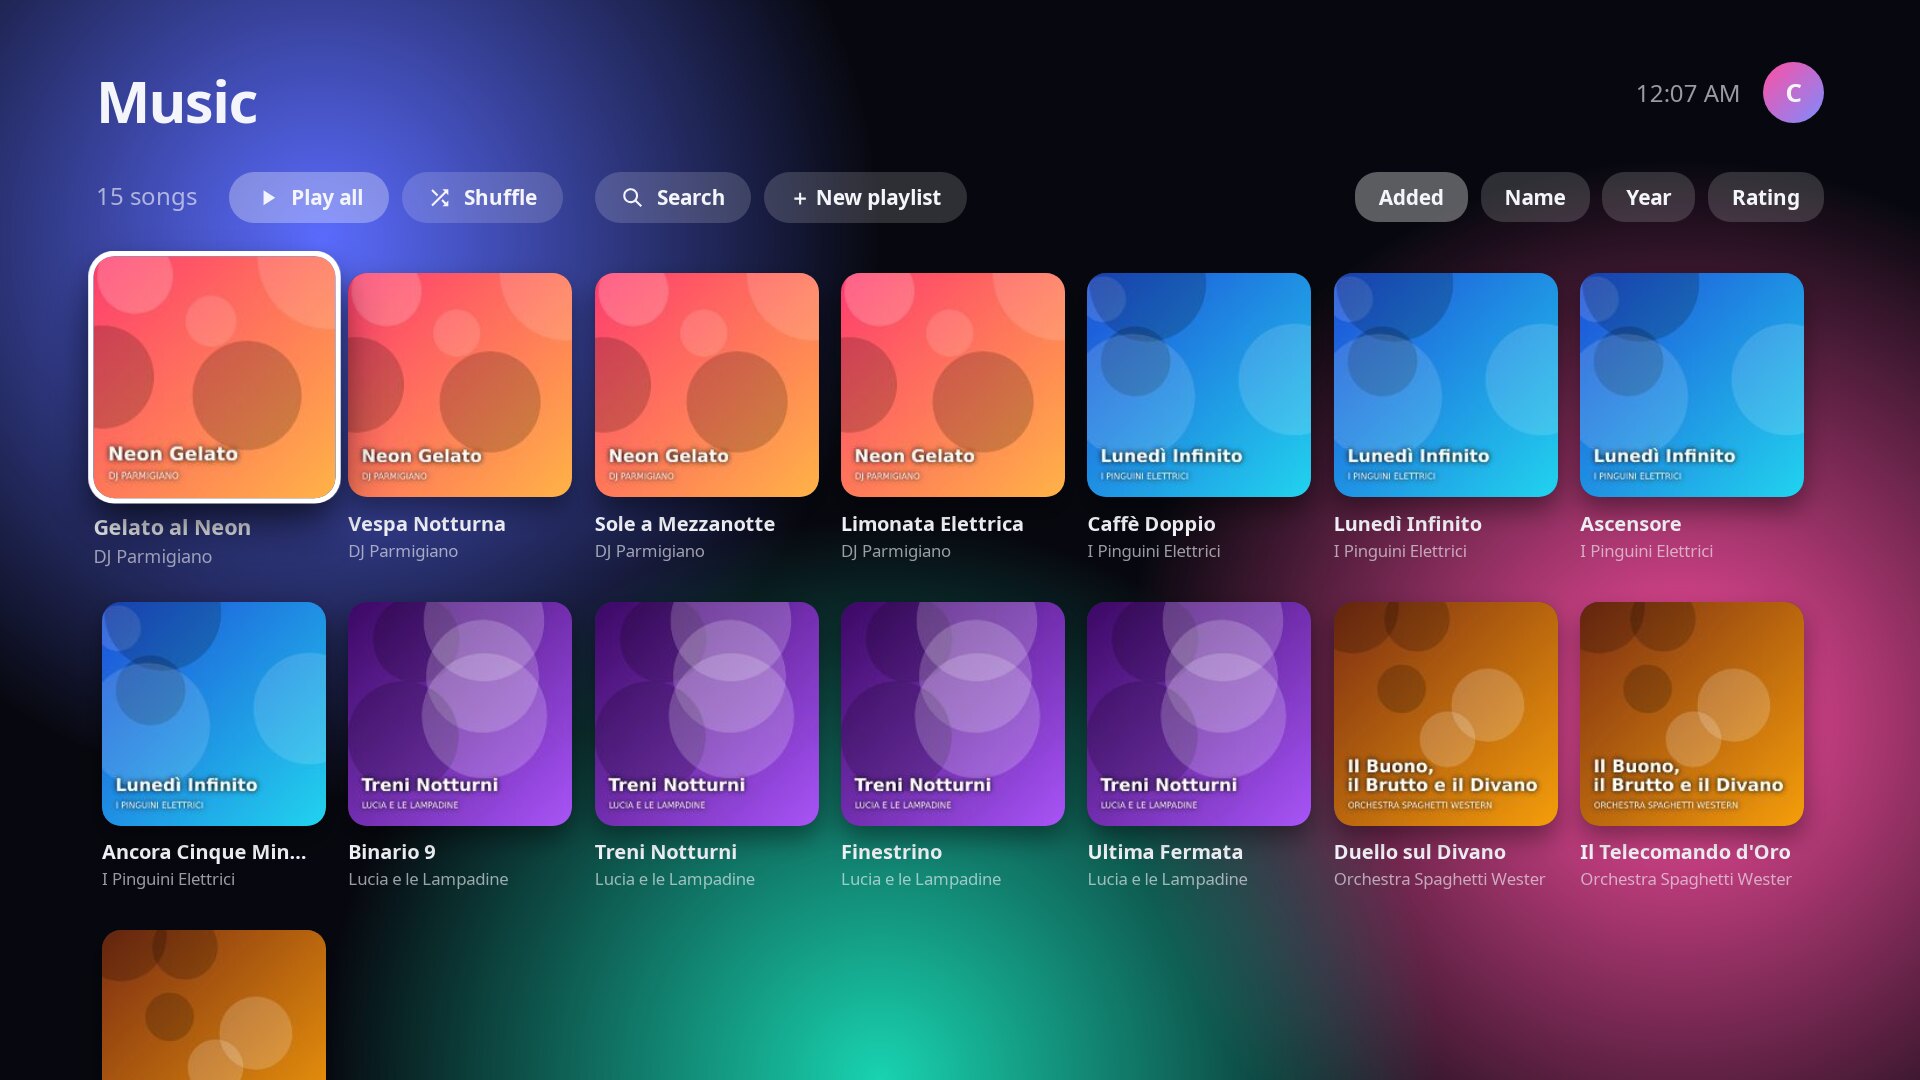 Music
12:07 AM
C
15 songs
Play all
Shuffle
Search
+ New playlist
Added
Name
Year
Rating
Neon Gelato
DJ PARMIGIANO
Neon Gelato
DJ PARMIGIANO
Neon Gelato
DJ PARMIGIANO
Neon Gelato
DJ PARMIGIANO
Lunedì Infinito
I PINGUINI ELETTRICI
Lunedì Infinito
I PINGUINI ELETTRICI
Lunedì Infinito
I PINGUINI ELETTRICI
Gelato al Neon
DJ Parmigiano
Vespa Notturna
DJ Parmigiano
Sole a Mezzanotte
DJ Parmigiano
Limonata Elettrica
DJ Parmigiano
Caffè Doppio
I Pinguini Elettrici
Lunedì Infinito
I Pinguini Elettrici
Ascensore
I Pinguini Elettrici
Lunedì Infinito
I PINGUINI ELETTRICI
Treni Notturni
LUCIA E LE LAMPADINE
Treni Notturni
LUCIA E LE LAMPADINE
Treni Notturni
LUCIA E LE LAMPADINE
Treni Notturni
LUCIA E LE LAMPADINE
Il Buono,
il Brutto e il Divano
ORCHESTRA SPAGHETTI WESTERN
Il Buono,
il Brutto e il Divano
ORCHESTRA SPAGHETTI WESTERN
Ancora Cinque Min...
I Pinguini Elettrici
Binario 9
Lucia e le Lampadine
Treni Notturni
Lucia e le Lampadine
Finestrino
Lucia e le Lampadine
Ultima Fermata
Lucia e le Lampadine
Duello sul Divano
Orchestra Spaghetti Wester
Il Telecomando d'Oro
Orchestra Spaghetti Wester